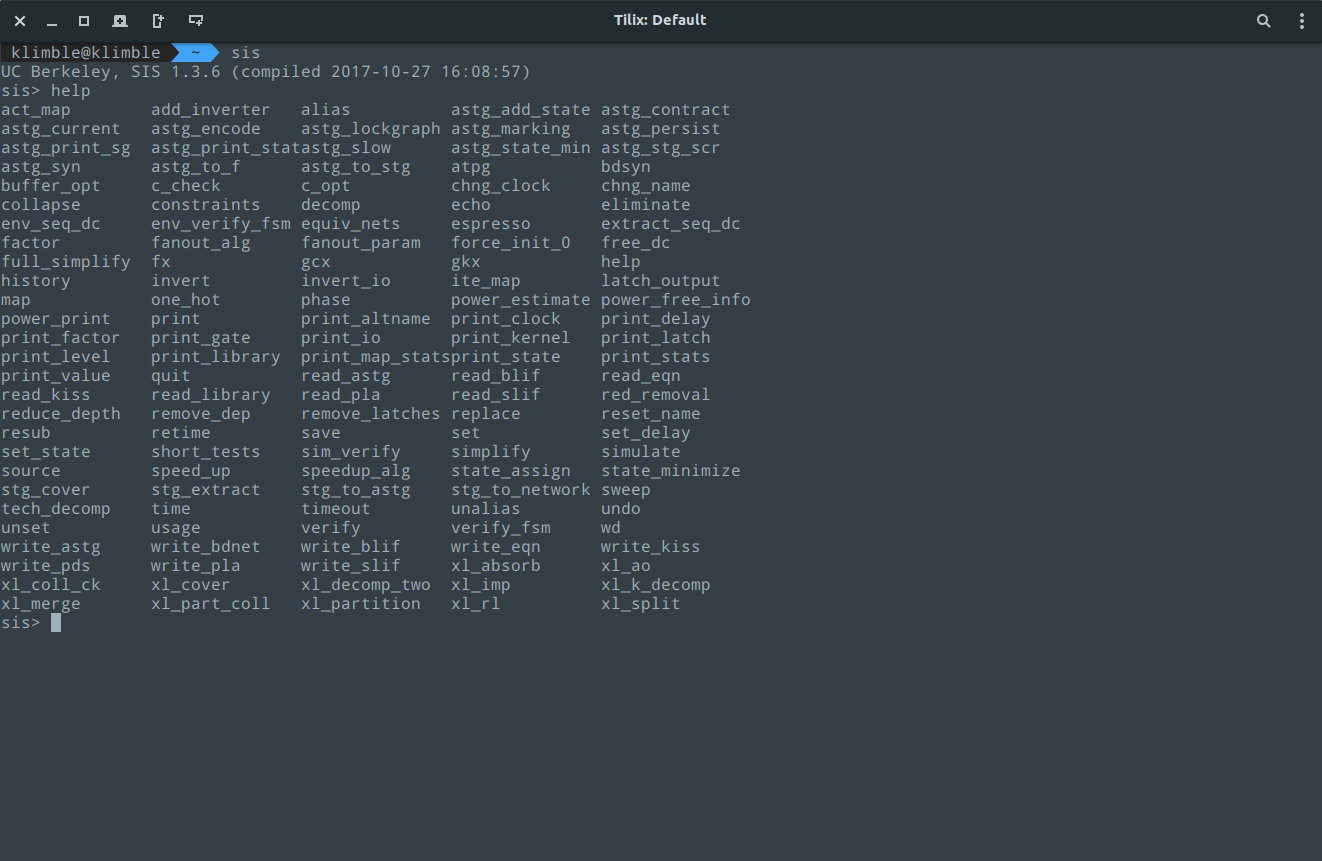 Tilix: Default
klimble@klimble ~ sis
UC Berkeley, SIS 1.3.6 (compiled 2017-10-27 16:08:57)
sis> help
act_map        add_inverter   alias          astg_add_state astg_contract
astg_current   astg_encode    astg_lockgraph astg_marking   astg_persist
astg_print_sg  astg_print_statastg_slow      astg_state_min astg_stg_scr
astg_syn       astg_to_f      astg_to_stg    atpg           bdsyn
buffer_opt     c_check        c_opt          chng_clock     chng_name
collapse       constraints    decomp         echo           eliminate
env_seq_dc     env_verify_fsm equiv_nets     espresso       extract_seq_dc
factor         fanout_alg     fanout_param   force_init_0   free_dc
full_simplify  fx             gcx            gkx            help
history        invert         invert_io      ite_map        latch_output
map            one_hot        phase          power_estimate power_free_info
power_print    print          print_altname  print_clock    print_delay
print_factor   print_gate     print_io       print_kernel   print_latch
print_level    print_library  print_map_statsprint_state    print_stats
print_value    quit           read_astg      read_blif      read_eqn
read_kiss      read_library   read_pla       read_slif      red_removal
reduce_depth   remove_dep     remove_latches replace        reset_name
resub          retime         save           set            set_delay
set_state      short_tests    sim_verify     simplify       simulate
source         speed_up       speedup_alg    state_assign   state_minimize
stg_cover      stg_extract    stg_to_astg    stg_to_network sweep
tech_decomp    time           timeout        unalias        undo
unset          usage          verify         verify_fsm     wd
write_astg     write_bdnet    write_blif     write_eqn      write_kiss
write_pds      write_pla      write_slif     xl_absorb      xl_ao
xl_coll_ck     xl_cover       xl_decomp_two  xl_imp         xl_k_decomp
xl_merge       xl_part_coll   xl_partition   xl_rl          xl_split
sis>